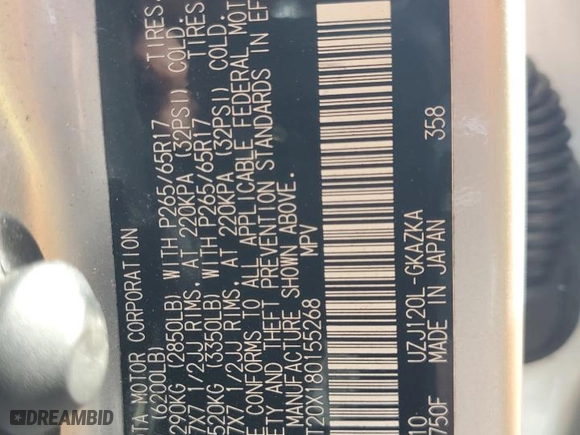 TA MOTOR CORPORATION
(6200LB)
290KG (2850LB) WITH P265/65R17 TIRES,
7X7 1/2JJ RIMS, AT 220KPA (32PSI) COLD.
520KG (3350LB) WITH P265/65R17 TIRES
7X7 1/2JJ RIMS, AT 220KPA (32PSI) COLD.
E CONFORMS TO ALL APPLICABLE FEDERAL MOT
ETY AND THEFT PREVENTION STANDARDS IN EF
MANUFACTURE SHOWN ABOVE.
T20X180155268 MPV
358
10 UZJ120L-GKAZKA
750F MADE IN JAPAN
DREAMBID